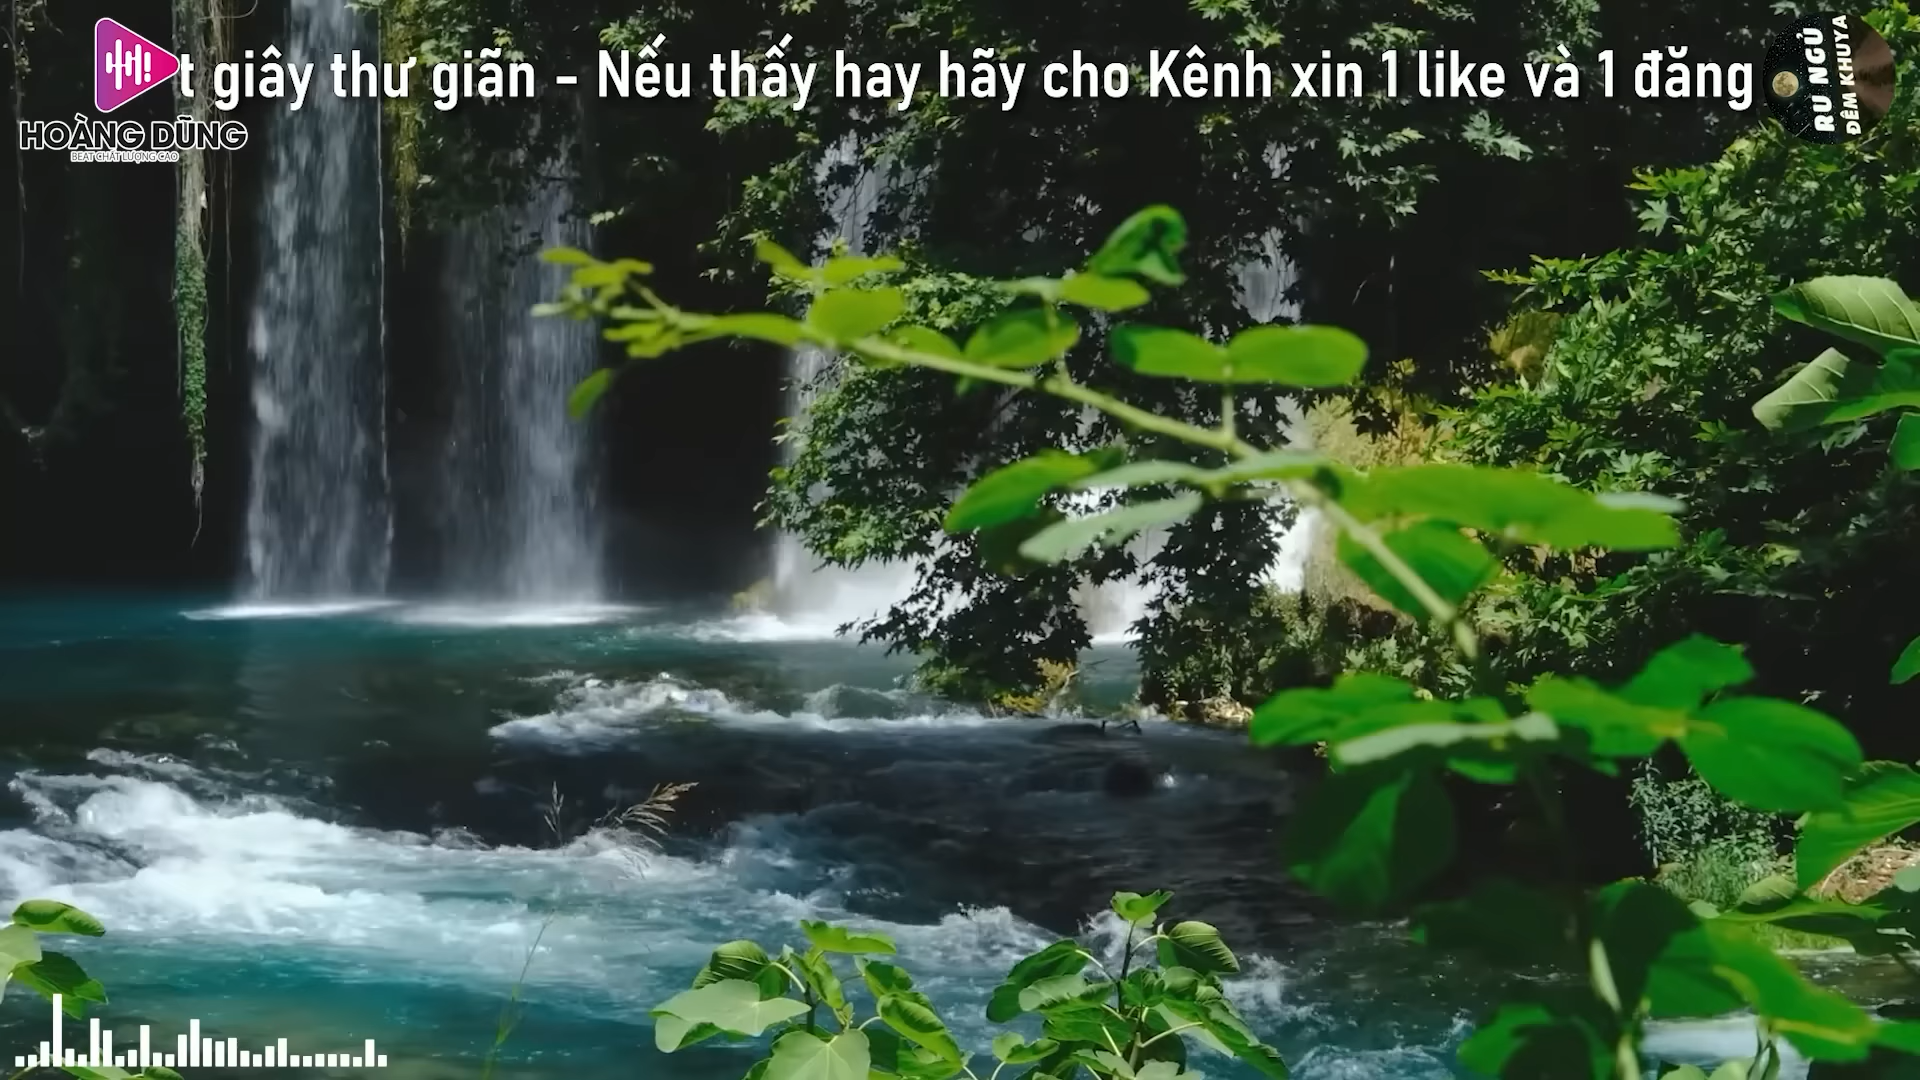 t giây thư giãn - Nếu thấy hay hãy cho Kênh xin 1 like và 1 đăng
HOÀNG DŨNG
BEAT CHẤT LƯỢNG CAO
RU NGỦ
ĐÊM KHUYA